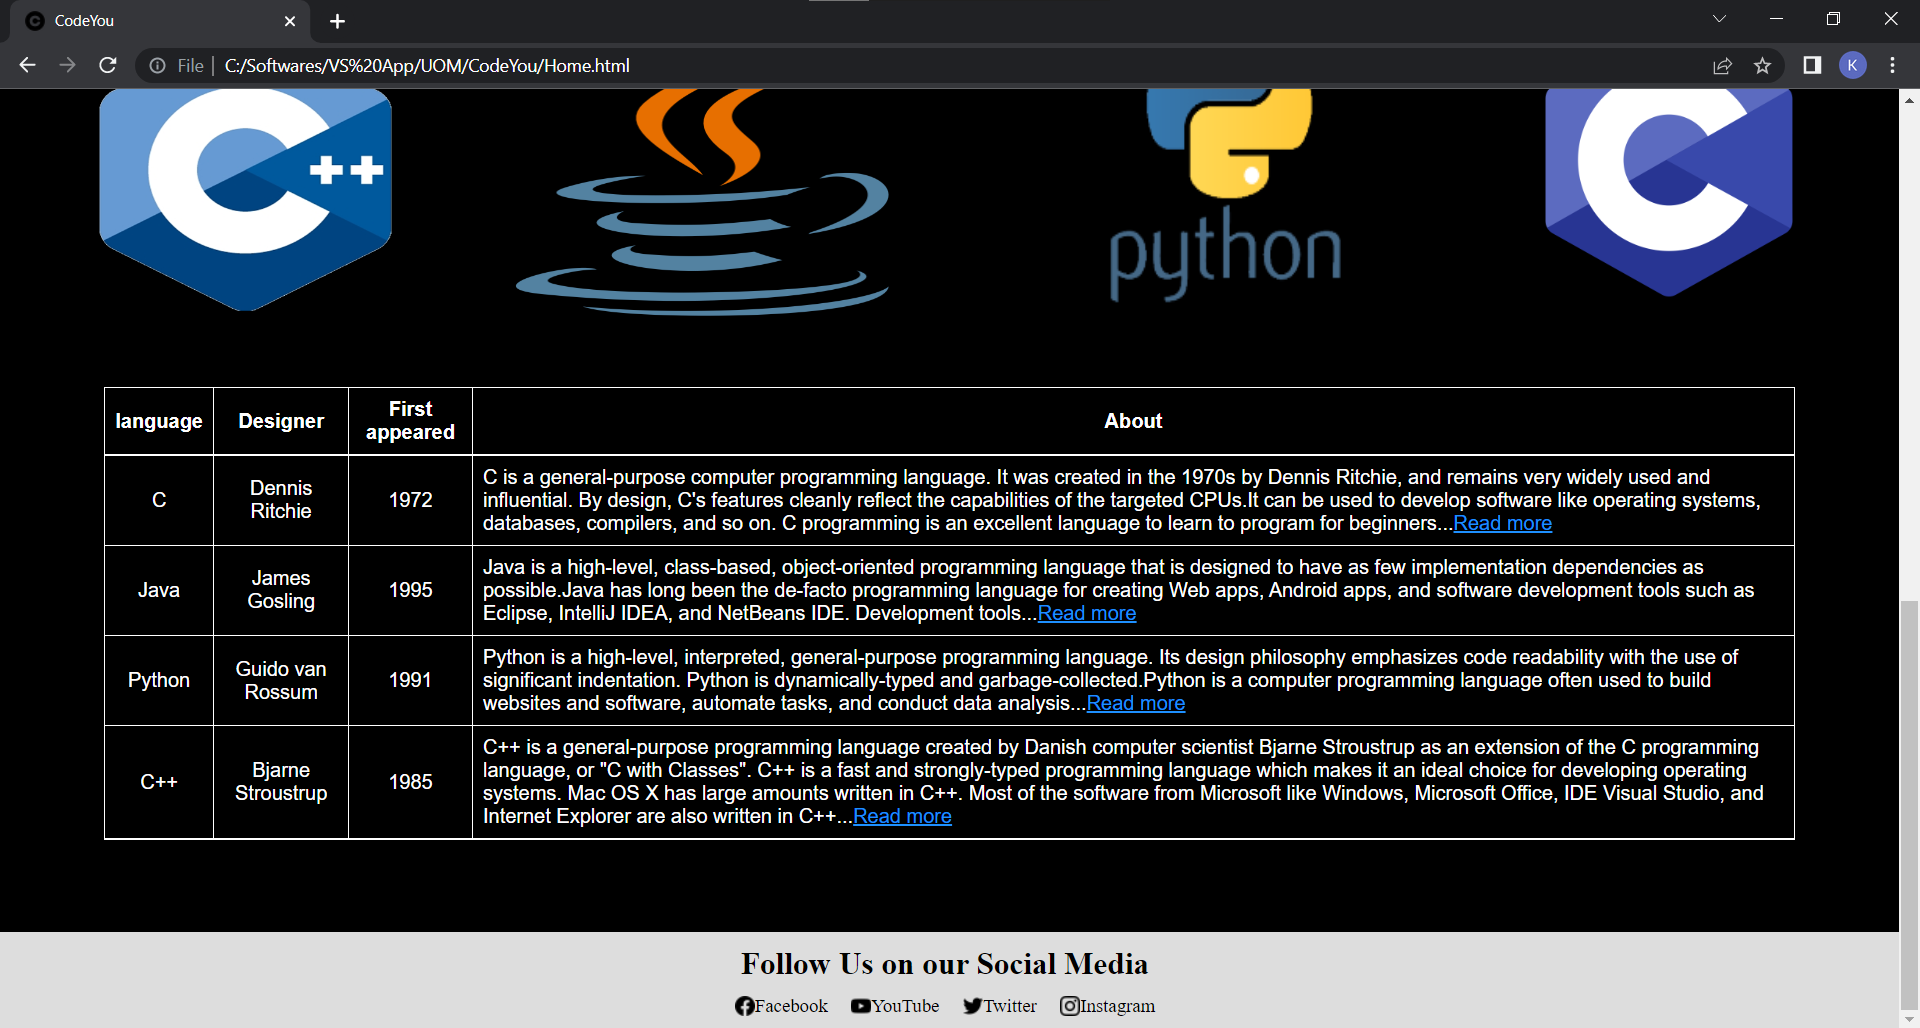 CodeYou
File
C:/Softwares/VS%20App/UOM/CodeYou/Home.html
K
C
++
C
python
language
Designer
First
appeared
About
C
Dennis
Ritchie
1972
C is a general-purpose computer programming language. It was created in the 1970s by Dennis Ritchie, and remains very widely used and
influential. By design, C's features cleanly reflect the capabilities of the targeted CPUs.It can be used to develop software like operating systems,
databases, compilers, and so on. C programming is an excellent language to learn to program for beginners...Read more
Java
James
Gosling
1995
Java is a high-level, class-based, object-oriented programming language that is designed to have as few implementation dependencies as
possible.Java has long been the de-facto programming language for creating Web apps, Android apps, and software development tools such as
Eclipse, IntelliJ IDEA, and NetBeans IDE. Development tools...Read more
Python
Guido van
Rossum
1991
Python is a high-level, interpreted, general-purpose programming language. Its design philosophy emphasizes code readability with the use of
significant indentation. Python is dynamically-typed and garbage-collected.Python is a computer programming language often used to build
websites and software, automate tasks, and conduct data analysis...Read more
C++
Bjarne
Stroustrup
1985
C++ is a general-purpose programming language created by Danish computer scientist Bjarne Stroustrup as an extension of the C programming
language, or "C with Classes". C++ is a fast and strongly-typed programming language which makes it an ideal choice for developing operating
systems. Mac OS X has large amounts written in C++. Most of the software from Microsoft like Windows, Microsoft Office, IDE Visual Studio, and
Internet Explorer are also written in C++...Read more
Follow Us on our Social Media
Facebook YouTube Twitter Instagram